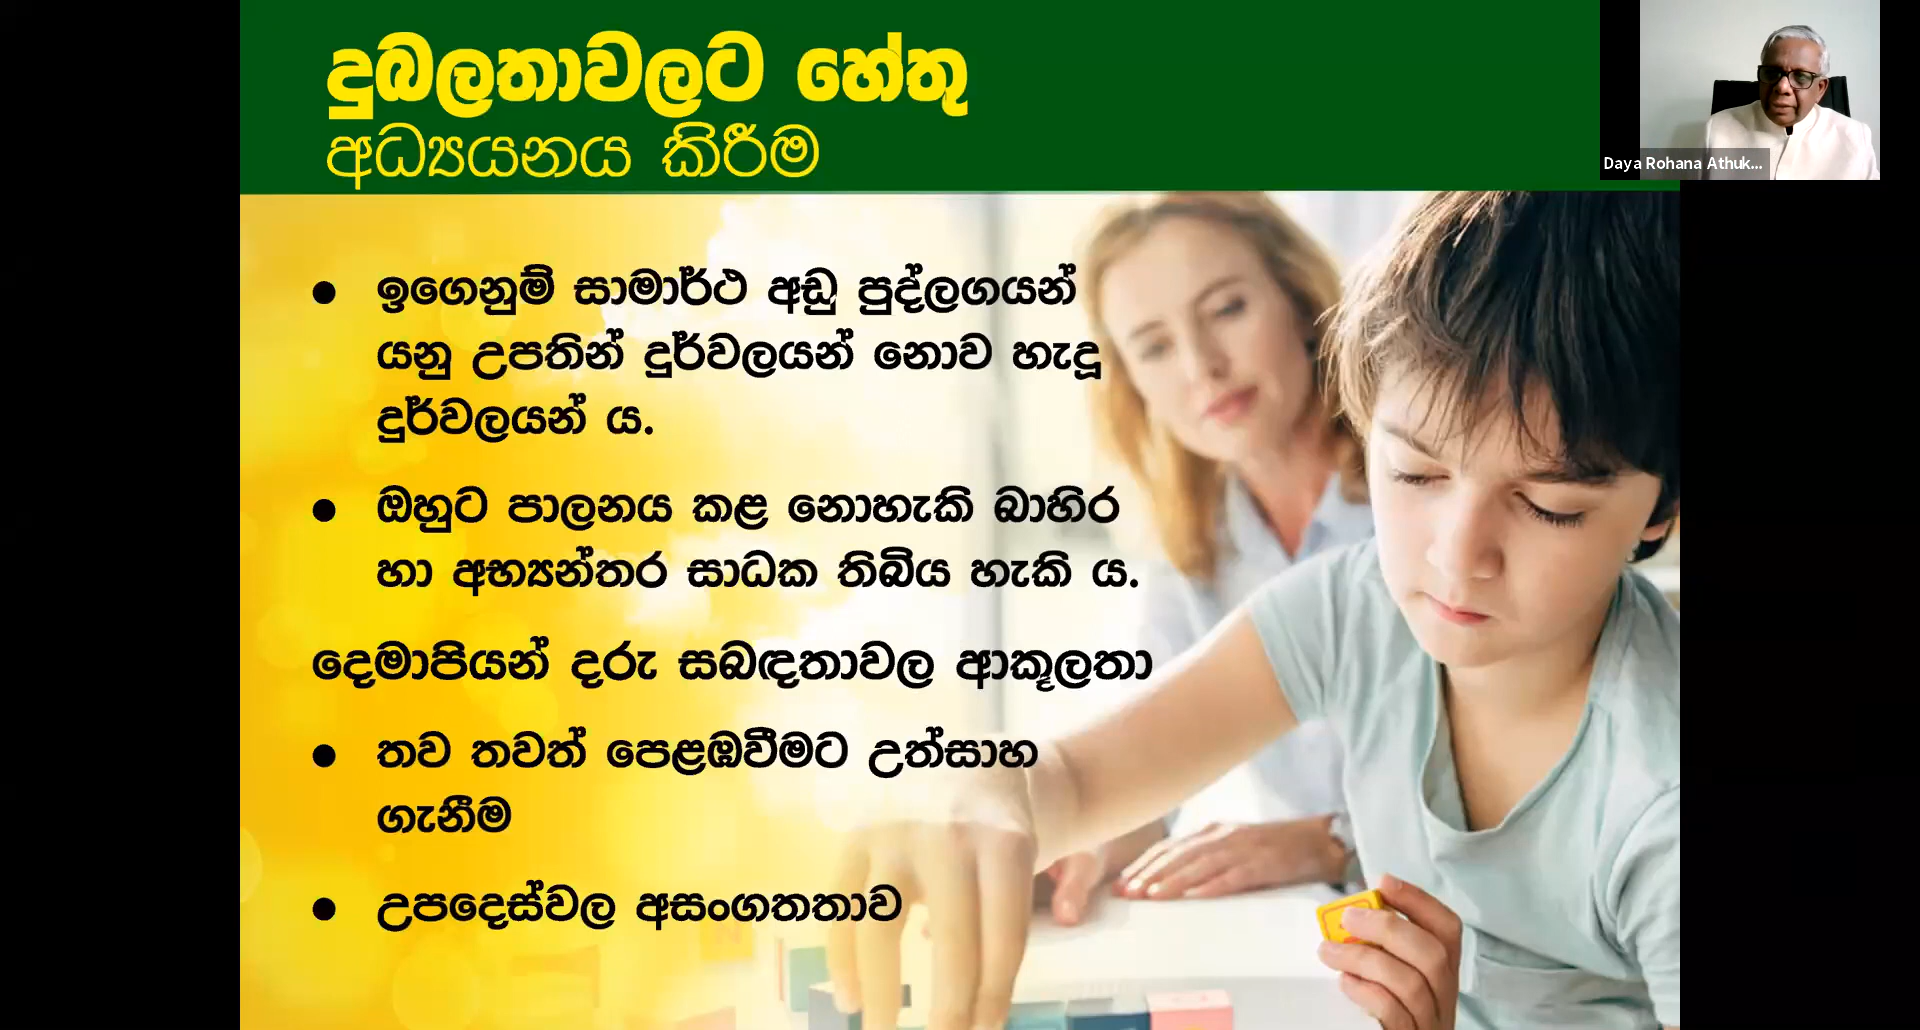 දුබලතාවලට හේතු
අධ්‍යයනය කිරීම
Daya Rohana Athuk...
● ඉගෙනුම් සාමාර්ථ අඩු පුද්ලගයන්
යනු උපතින් දුර්වලයන් නොව හැදූ
දුර්වලයන් ය.
● ඔහුට පාලනය කළ නොහැකි බාහිර
හා අභ්‍යන්තර සාධක තිබිය හැකි ය.
දෙමාපියන් දරු සබඳතාවල ආකූලතා
● තව තවත් පෙළඹවීමට උත්සාහ
ගැනීම
● උපදෙස්වල අසංගතතාව